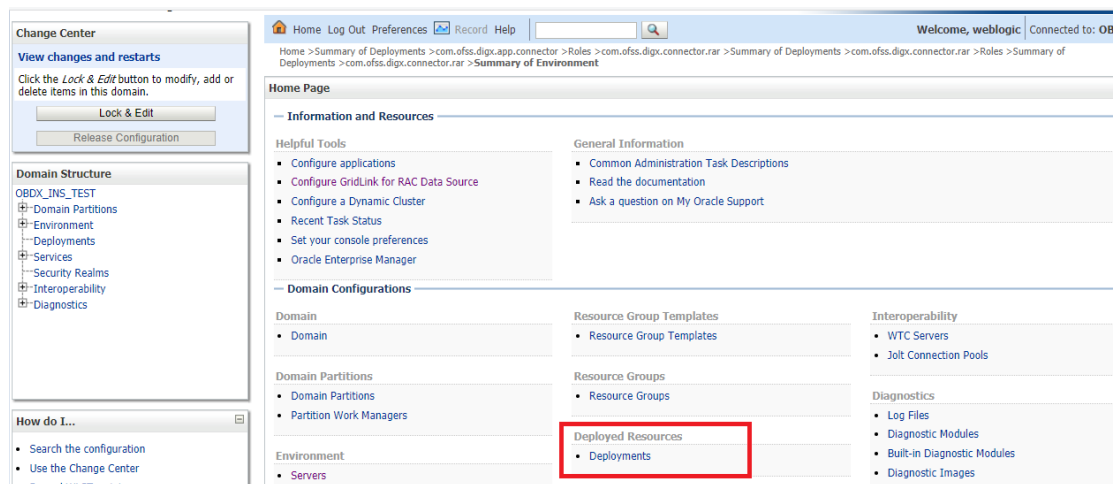 Change Center
View changes and restarts
Click the Lock & Edit button to modify, add or
delete items in this domain.
Lock & Edit
Release Configuration
Domain Structure
OBDX_INS_TEST
Domain Partitions
Environment
Deployments
Services
Security Realms
Interoperability
Diagnostics
How do I...
Search the configuration
Use the Change Center
Home Log Out Preferences Record Help
Welcome, weblogic Connected to: OB
Home >Summary of Deployments >com.ofss.digx.app.connector >Roles >com.ofss.digx.connector.rar >Summary of Deployments >com.ofss.digx.connector.rar >Roles >Summary of
Deployments >com.ofss.digx.connector.rar >Summary of Environment
Home Page
Information and Resources
Helpful Tools
Configure applications
Configure GridLink for RAC Data Source
Configure a Dynamic Cluster
Recent Task Status
Set your console preferences
Oracle Enterprise Manager
General Information
Common Administration Task Descriptions
Read the documentation
Ask a question on My Oracle Support
Domain Configurations
Domain
Domain
Domain Partitions
Domain Partitions
Partition Work Managers
Environment
Servers
Resource Group Templates
Resource Group Templates
Resource Groups
Resource Groups
Deployed Resources
Deployments
Interoperability
WTC Servers
Jolt Connection Pools
Diagnostics
Log Files
Diagnostic Modules
Built-in Diagnostic Modules
Diagnostic Images